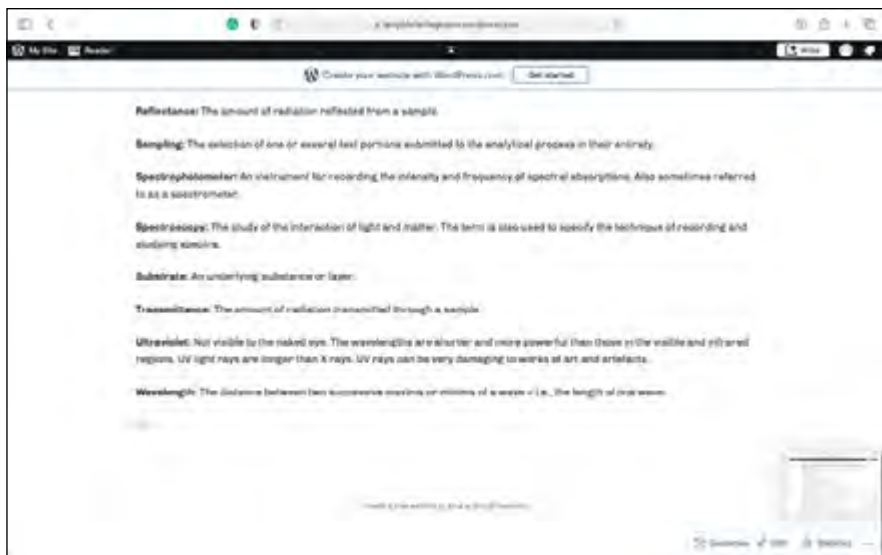 My Site Reader
Create your website with WordPress.com Get started
Reflectance: The amount of radiation reflected from a sample.
Sampling: The selection of one or several test portions submitted to the analytical process in their entirety.
Spectrophotometer: An instrument for recording the intensity and frequency of spectral absorptions. Also sometimes referred
to as a spectrometer.
Spectroscopy: The study of the interaction of light and matter. The term is also used to specify the technique of recording and
studying spectra.
Substrate: An underlying substance or layer.
Transmittance: The amount of radiation transmitted through a sample.
Ultraviolet: Not visible to the naked eye. The wavelengths are shorter and more powerful than those in the visible and infrared
regions. UV light rays are longer than X rays. UV rays can be very damaging to works of art and artefacts.
Wavelength: The distance between two successive maxima or minima of a wave – i.e., the length of one wave.